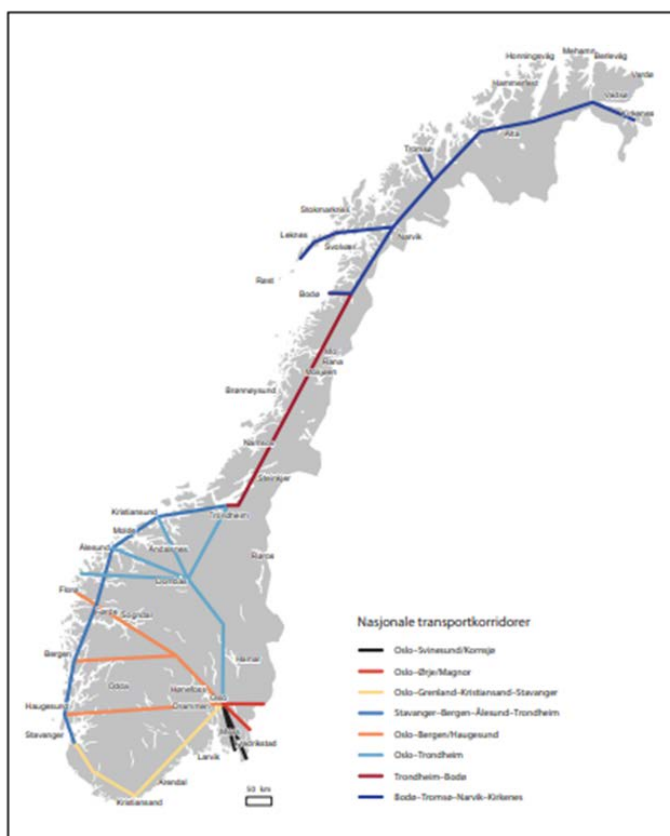 Mehamn
Honningsvåg
Berlevåg
Vardø
Hammerfest
Vadsø
Kirkenes
Alta
Tromsø
Stokmarknes
Leknes
Svolvær
Narvik
Røst
Bodø
Mo i
Rana
Mosjøen
Brønnøysund
Namsos
Steinkjer
Kristiansund
Trondheim
Molde
Ålesund
Åndalsnes
Røros
Dombås
Florø
Førde
Sogndal
Bergen
Hamar
Odda
Hønefoss
Oslo
Haugesund
Drammen
Moss
Fredrikstad
Stavanger
Larvik
Arendal
Kristiansand
50 km
Nasjonale transportkorridorer
Oslo–Svinesund/Kornsjø
Oslo–Ørje/Magnor
Oslo–Grenland–Kristiansand–Stavanger
Stavanger–Bergen–Ålesund–Trondheim
Oslo–Bergen/Haugesund
Oslo–Trondheim
Trondheim–Bodø
Bodø–Tromsø–Narvik–Kirkenes